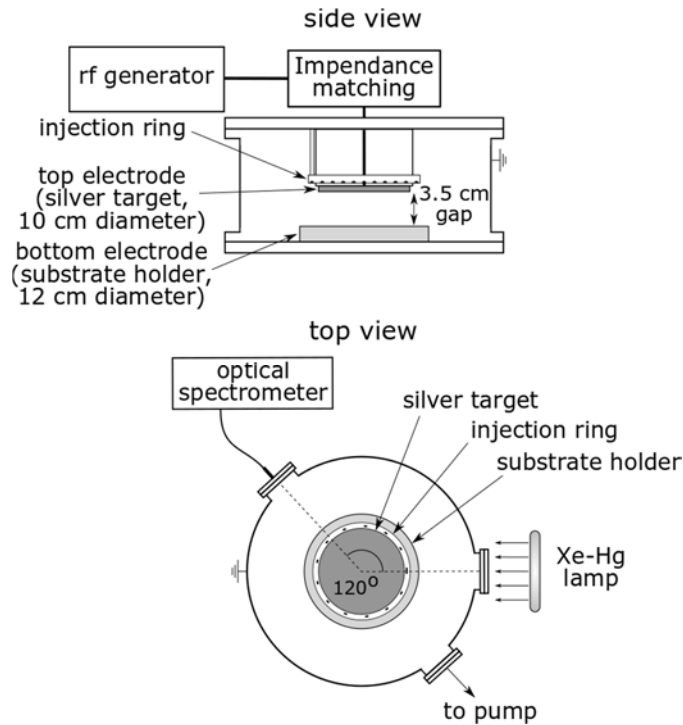 side view
rf generator
Impendance
matching
injection ring
top electrode
(silver target,
10 cm diameter)
3.5 cm
gap
bottom electrode
(substrate holder,
12 cm diameter)
top view
optical
spectrometer
silver target
injection ring
substrate holder
120°
Xe-Hg
lamp
to pump